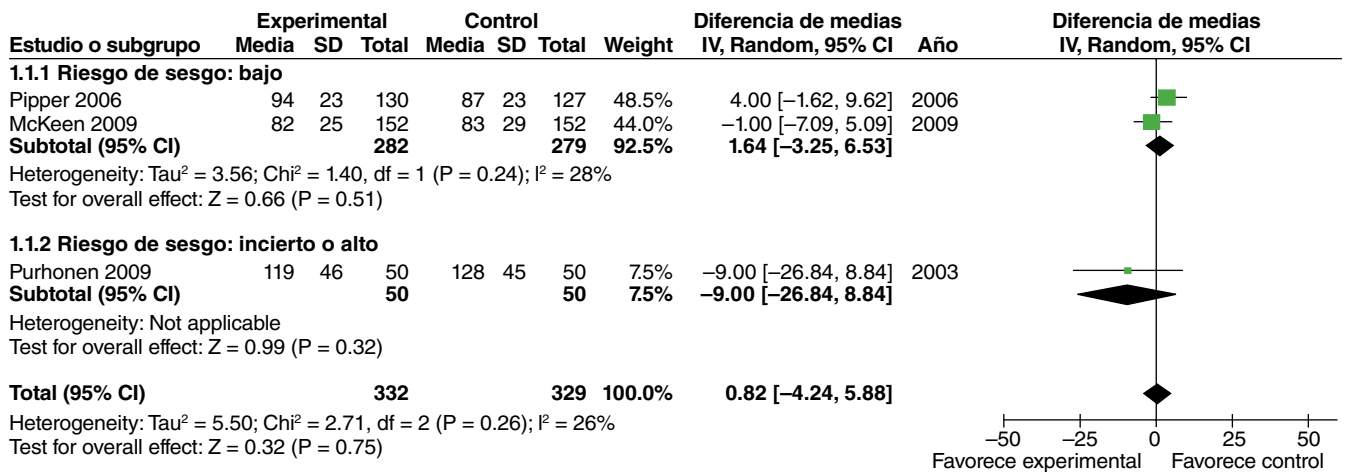 Experimental Control Diferencia de medias Diferencia de medias
Estudio o subgrupo Media SD Total Media SD Total Weight IV, Random, 95% CI Año IV, Random, 95% CI
1.1.1 Riesgo de sesgo: bajo
Pipper 2006 94 23 130 87 23 127 48.5% 4.00 [–1.62, 9.62] 2006
McKeen 2009 82 25 152 83 29 152 44.0% –1.00 [–7.09, 5.09] 2009
Subtotal (95% CI) 282 279 92.5% 1.64 [–3.25, 6.53]
Heterogeneity: Tau² = 3.56; Chi² = 1.40, df = 1 (P = 0.24); I² = 28%
Test for overall effect: Z = 0.66 (P = 0.51)
1.1.2 Riesgo de sesgo: incierto o alto
Purhonen 2009 119 46 50 128 45 50 7.5% –9.00 [–26.84, 8.84] 2003
Subtotal (95% CI) 50 50 7.5% –9.00 [–26.84, 8.84]
Heterogeneity: Not applicable
Test for overall effect: Z = 0.99 (P = 0.32)
Total (95% CI) 332 329 100.0% 0.82 [–4.24, 5.88]
Heterogeneity: Tau² = 5.50; Chi² = 2.71, df = 2 (P = 0.26); I² = 26%
Test for overall effect: Z = 0.32 (P = 0.75)
–50 –25 0 25 50
Favorece experimental Favorece control